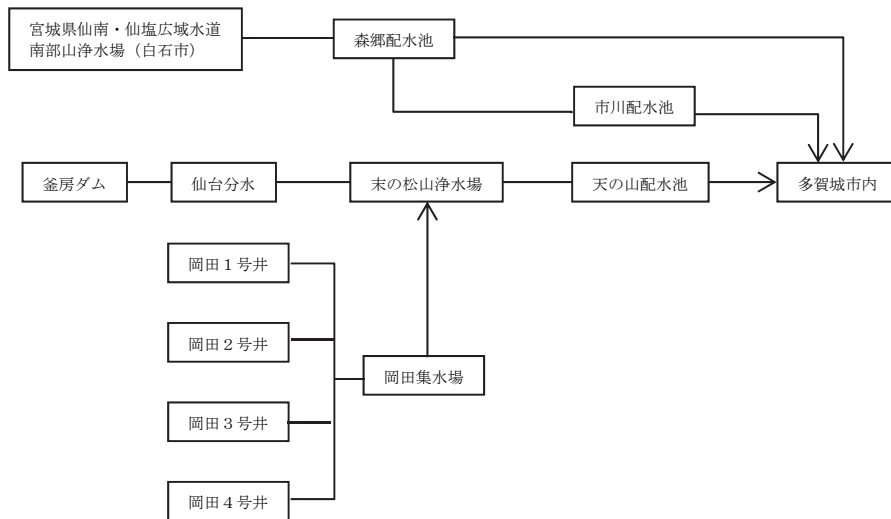 宮城県仙南・仙塩広域水道
南部山浄水場（白石市）
森郷配水池
市川配水池
釜房ダム
仙台分水
末の松山浄水場
天の山配水池
多賀城市内
岡田１号井
岡田２号井
岡田集水場
岡田３号井
岡田４号井